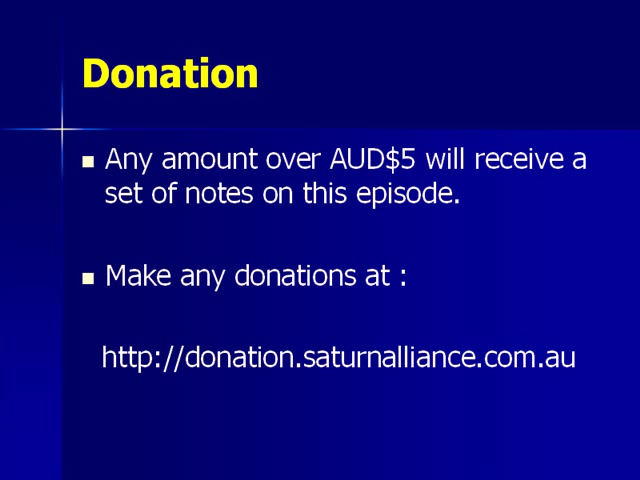 Donation
Any amount over AUD$5 will receive a
set of notes on this episode.
Make any donations at :
http://donation.saturnalliance.com.au